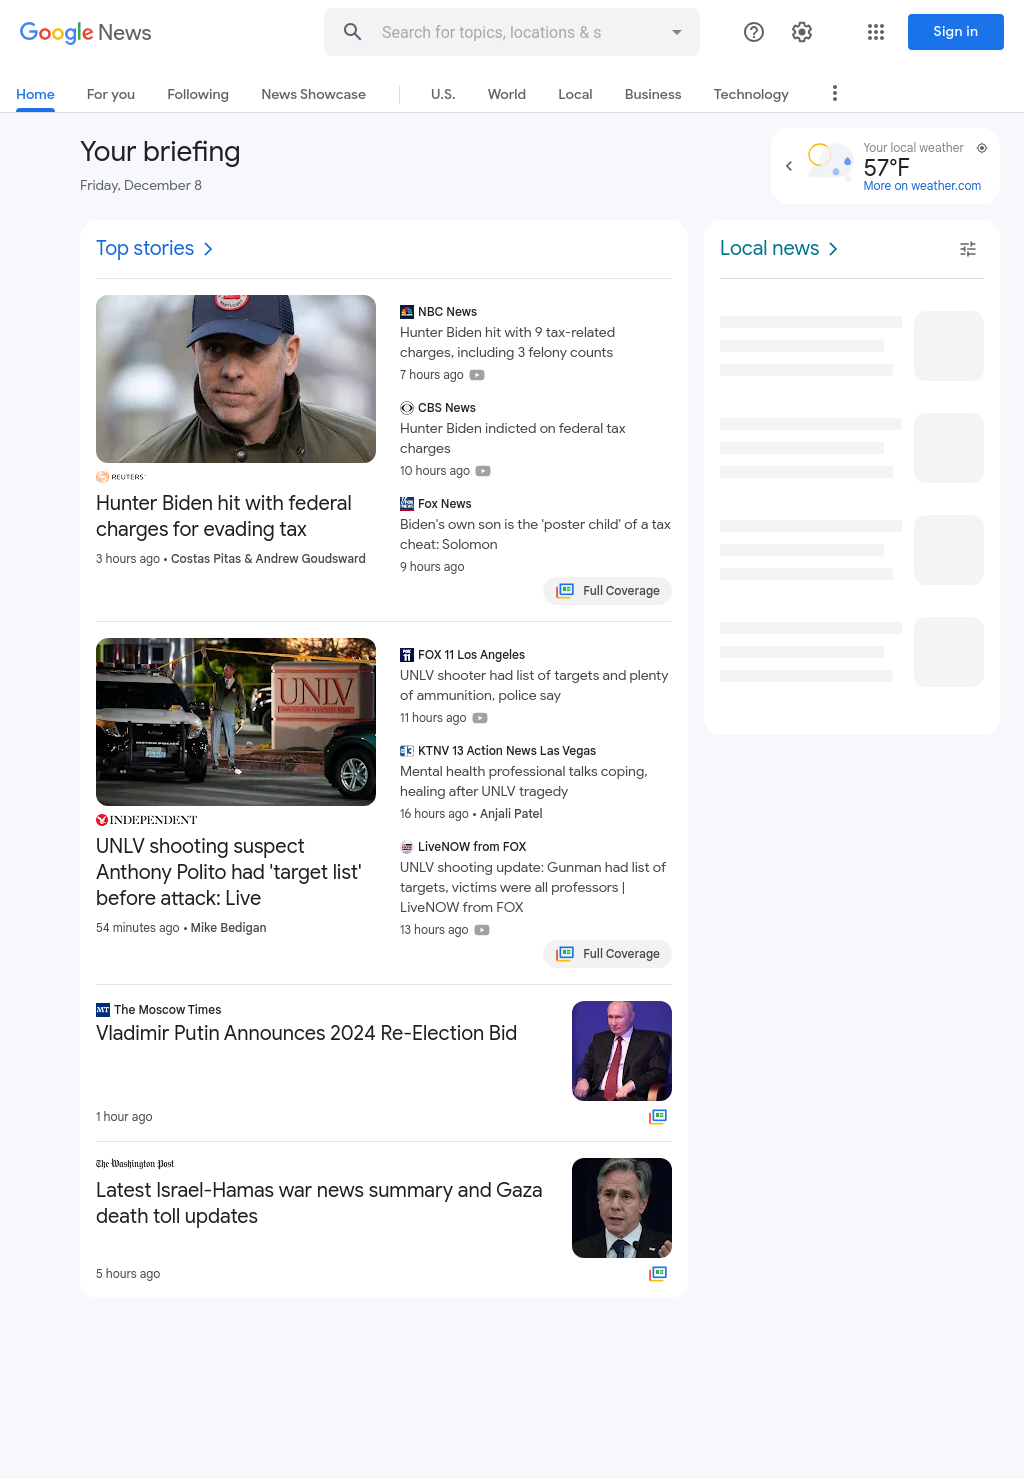 Google News
Search for topics, locations & s
Sign in
Home
For you
Following
News Showcase
U.S.
World
Local
Business
Technology
Your briefing
Friday, December 8
Your local weather
57°F
More on weather.com
Top stories
REUTERS
Hunter Biden hit with federal
charges for evading tax
3 hours ago • Costas Pitas & Andrew Goudsward
NBC News
Hunter Biden hit with 9 tax-related
charges, including 3 felony counts
7 hours ago
CBS News
Hunter Biden indicted on federal tax
charges
10 hours ago
Fox News
Biden's own son is the 'poster child' of a tax
cheat: Solomon
9 hours ago
Full Coverage
UNLV
INDEPENDENT
UNLV shooting suspect
Anthony Polito had 'target list'
before attack: Live
54 minutes ago • Mike Bedigan
FOX 11 Los Angeles
UNLV shooter had list of targets and plenty
of ammunition, police say
11 hours ago
KTNV 13 Action News Las Vegas
Mental health professional talks coping,
healing after UNLV tragedy
16 hours ago • Anjali Patel
LiveNOW from FOX
UNLV shooting update: Gunman had list of
targets, victims were all professors |
LiveNOW from FOX
13 hours ago
Full Coverage
MT The Moscow Times
Vladimir Putin Announces 2024 Re-Election Bid
1 hour ago
The Washington Post
Latest Israel-Hamas war news summary and Gaza
death toll updates
5 hours ago
Local news